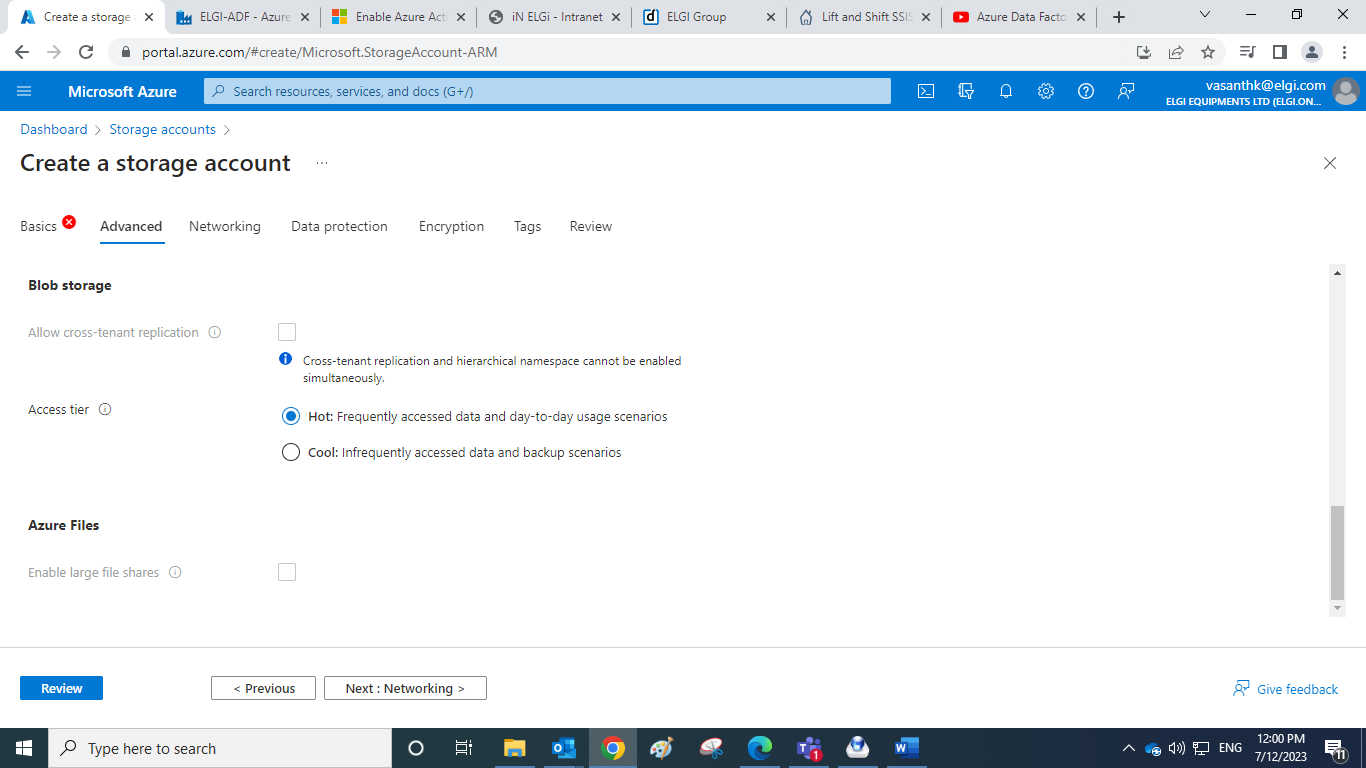 Create a storage
ELGI-ADF - Azure
Enable Azure Act
iN ELGi - Intranet
ELGI Group
Lift and Shift SSIS
Azure Data Facto
portal.azure.com/#create/Microsoft.StorageAccount-ARM
Microsoft Azure
Search resources, services, and docs (G+/)
vasanthk@elgi.com
ELGI EQUIPMENTS LTD (ELGI.ON...
Dashboard > Storage accounts >
Create a storage account ...
Basics Advanced Networking Data protection Encryption Tags Review
Blob storage
Allow cross-tenant replication
Cross-tenant replication and hierarchical namespace cannot be enabled
simultaneously.
Access tier
Hot: Frequently accessed data and day-to-day usage scenarios
Cool: Infrequently accessed data and backup scenarios
Azure Files
Enable large file shares
Review < Previous Next : Networking > Give feedback
Type here to search
1
ENG
12:00 PM
7/12/2023
11